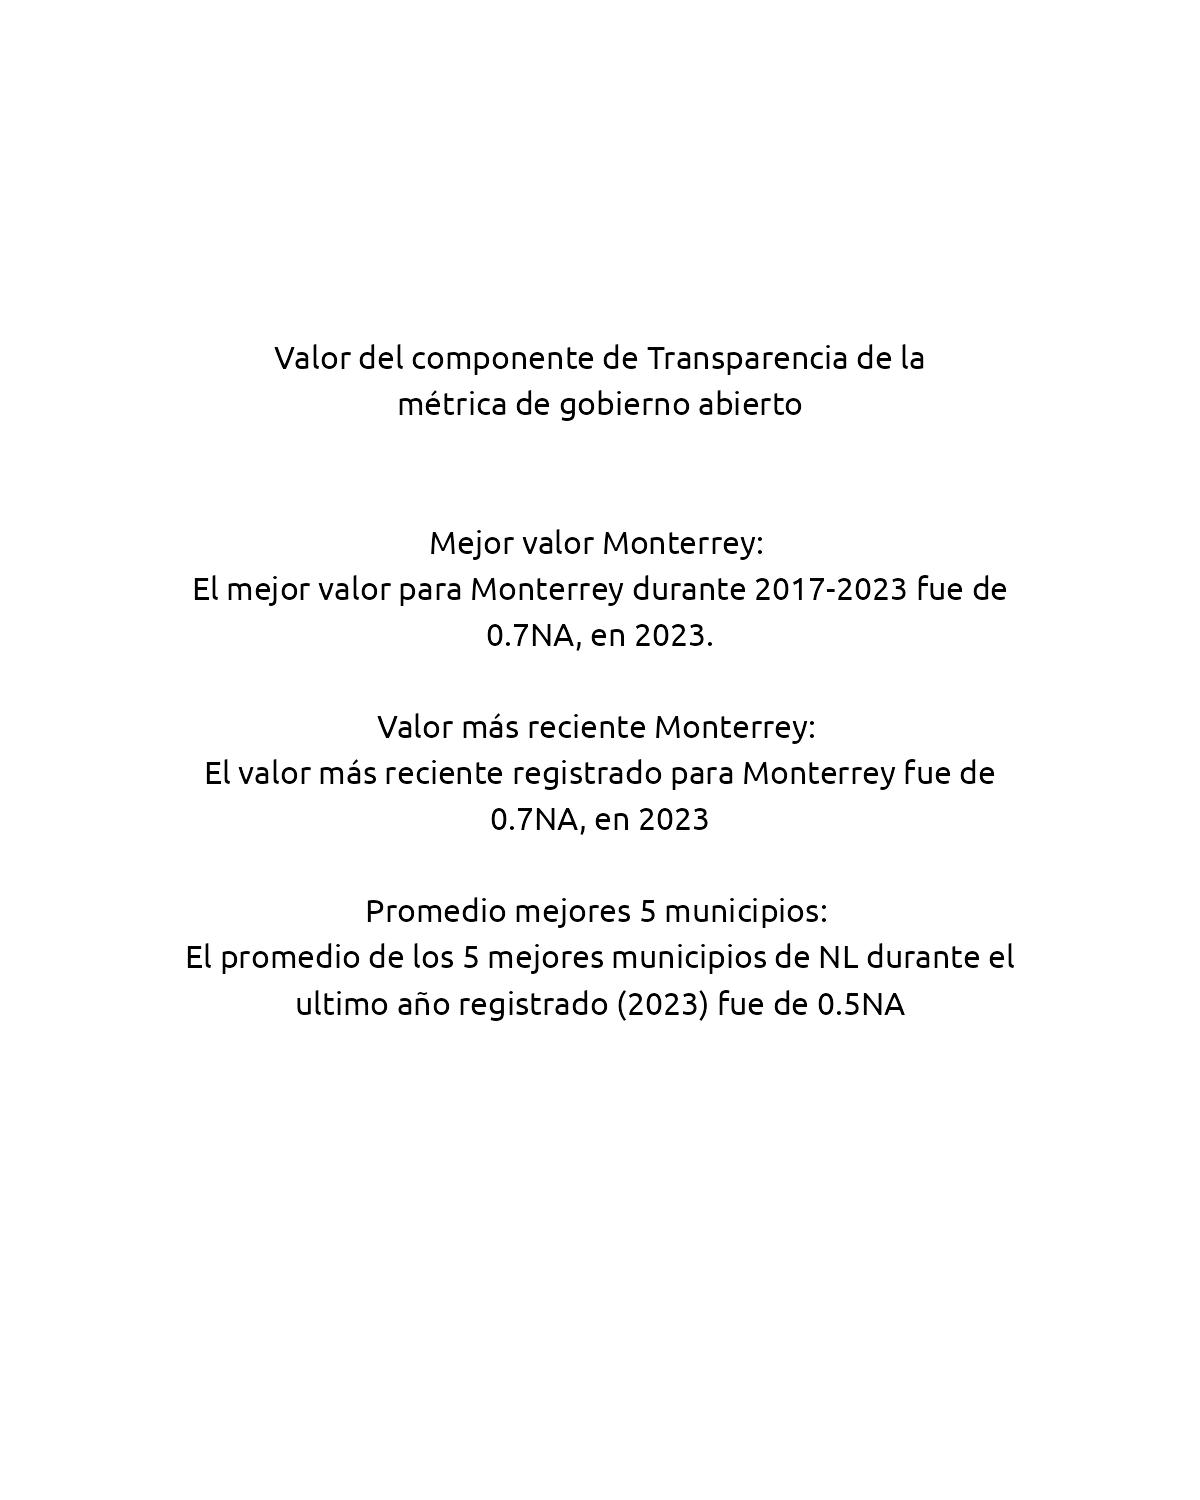 Valor del componente de Transparencia de la
métrica de gobierno abierto
Mejor valor Monterrey:
El mejor valor para Monterrey durante 2017-2023 fue de
0.7NA, en 2023.
Valor más reciente Monterrey:
El valor más reciente registrado para Monterrey fue de
0.7NA, en 2023
Promedio mejores 5 municipios:
El promedio de los 5 mejores municipios de NL durante el
ultimo año registrado (2023) fue de 0.5NA